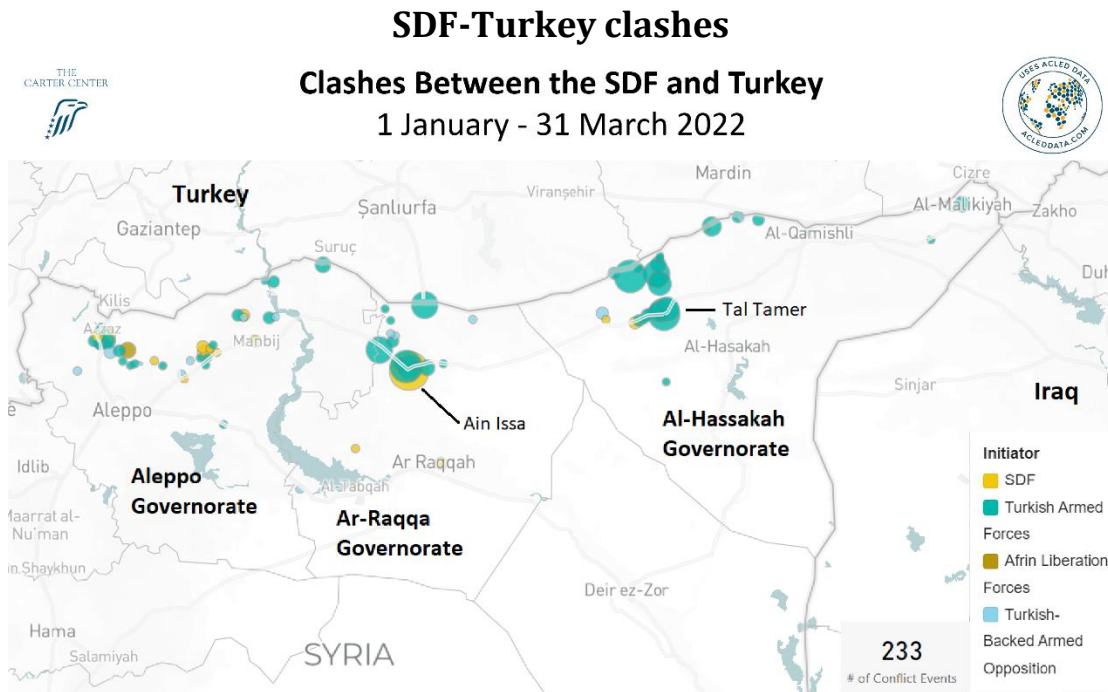 SDF-Turkey clashes
THE
CARTER CENTER
Clashes Between the SDF and Turkey
1 January - 31 March 2022
USES ACLED DATA
ACLEDDATA.COM
Turkey
Gaziantep
Şanlıurfa
Viranşehir
Mardin
Cizre
Al-Malikiyah
Zakho
Suruç
Al-Qamishli
Kilis
Manbij
Tal Tamer
Al-Hasakah
Sinjar
Iraq
Aleppo
Ain Issa
Al-Hassakah
Governorate
Idlib
Aleppo
Governorate
Ar Raqqah
Al-Tabqah
Ar-Raqqa
Governorate
Maarrat al-
Nu'man
Deir ez-Zor
Hama
Salamiyah
SYRIA
Initiator
SDF
Turkish Armed
Forces
Afrin Liberation
Forces
Turkish-
Backed Armed
Opposition
233
# of Conflict Events